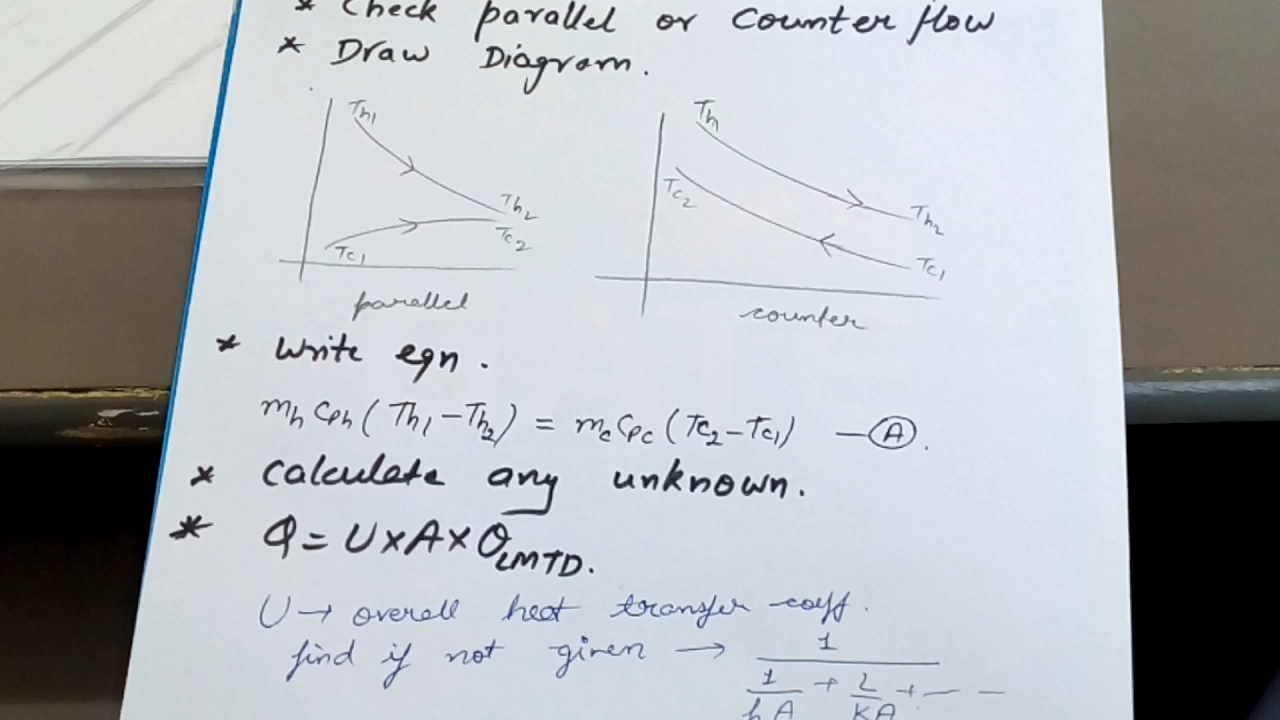 * Check parallel or Counter flow
* Draw Diagram.
Th1
Th2
Tc2
Tc1
parallel
Th1
Tc2
Th2
Tc1
counter
* Write eqn.
mh Cph (Th1 - Th2) = mc Cpc (Tc2 - Tc1) — A.
* Calculate any unknown.
* Q = U x A x θLMTD.
U → overall heat transfer coeff.
find if not given → 1
1/hA + L/KA + - - -